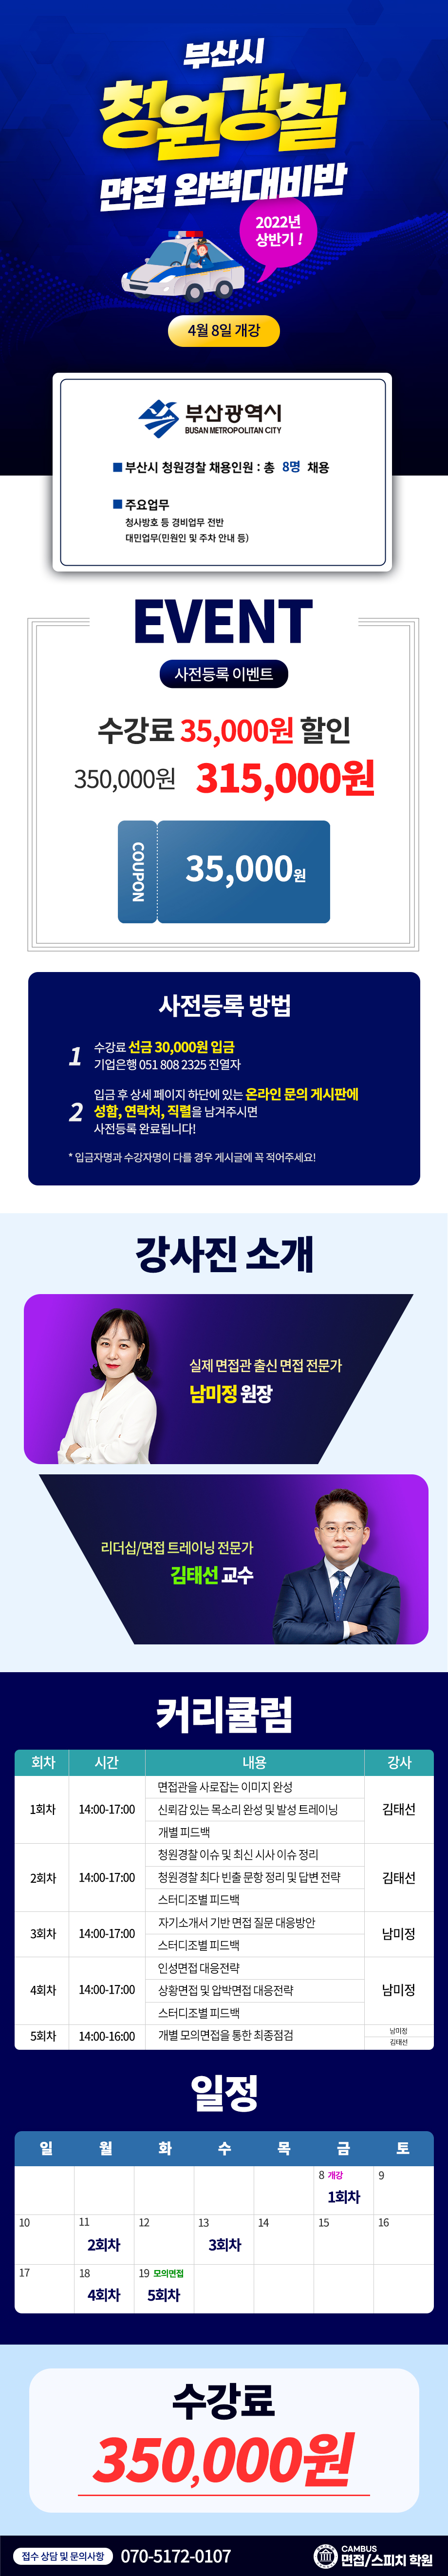 부산시
청원경찰
면접 완벽대비반
2022년
상반기 !
4월 8일 개강
부산광역시
BUSAN METROPOLITAN CITY
부산시 청원경찰 채용인원 : 총 8명 채용
주요업무
청사방호 등 경비업무 전반
대민업무(민원인 및 주차 안내 등)
EVENT
사전등록 이벤트
수강료 35,000원 할인
350,000원 315,000원
COUPON
35,000원
사전등록 방법
1
수강료 선금 30,000원 입금
기업은행 051 808 2325 진열자
2
입금 후 상세 페이지 하단에 있는 온라인 문의 게시판에
성함, 연락처, 직렬을 남겨주시면
사전등록 완료됩니다!
* 입금자명과 수강자명이 다를 경우 게시글에 꼭 적어주세요!
강사진 소개
실제 면접관 출신 면접 전문가
남미정 원장
리더십/면접 트레이닝 전문가
김태선 교수
커리큘럼
회차 시간 내용 강사
1회차 14:00-17:00 김태선
면접관을 사로잡는 이미지 완성
신뢰감 있는 목소리 완성 및 발성 트레이닝
개별 피드백
2회차 14:00-17:00 김태선
청원경찰 이슈 및 최신 시사 이슈 정리
청원경찰 최다 빈출 문항 정리 및 답변 전략
스터디조별 피드백
3회차 14:00-17:00 남미정
자기소개서 기반 면접 질문 대응방안
스터디조별 피드백
4회차 14:00-17:00 남미정
인성면접 대응전략
상황면접 및 압박면접 대응전략
스터디조별 피드백
5회차 14:00-16:00 개별 모의면접을 통한 최종점검
남미정
김태선
일정
일 월 화 수 목 금 토
8 개강 9
1회차
10 11 12 13 14 15 16
2회차 3회차
17 18 19 모의면접
4회차 5회차
수강료
350,000원
접수 상담 및 문의사항 070-5172-0107
CAMBUS
면접/스피치 학원